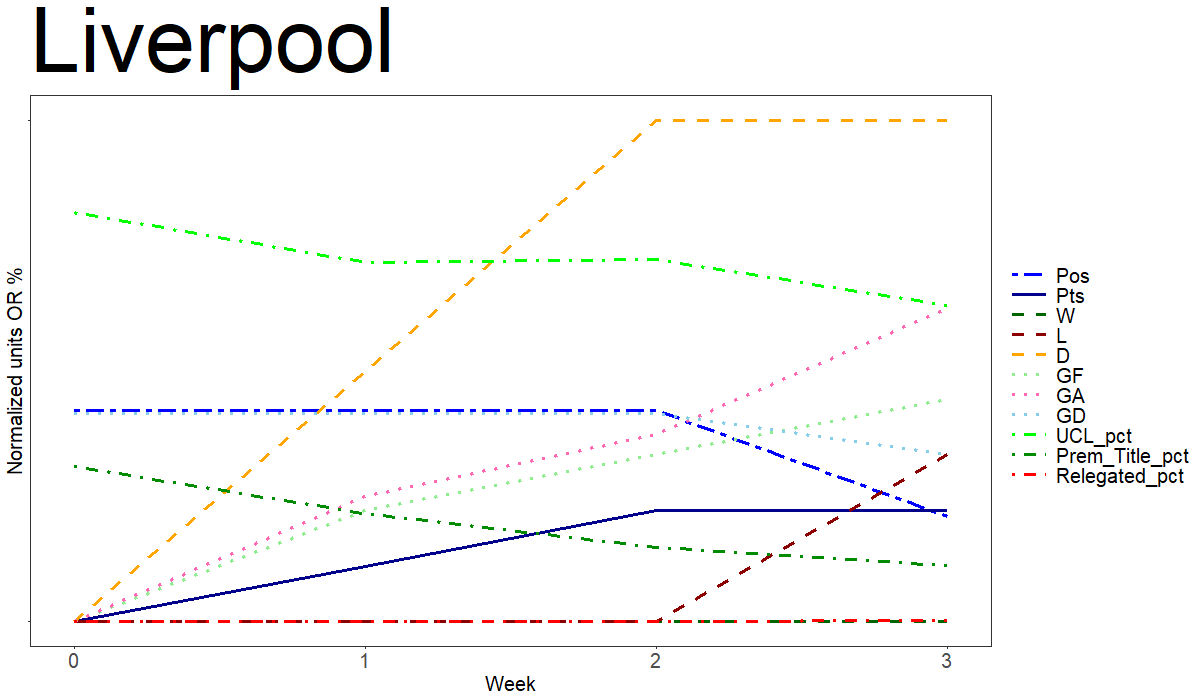 Liverpool
Normalized units OR %
Pos
Pts
W
L
D
GF
GA
GD
UCL_pct
Prem_Title_pct
Relegated_pct
0 1 2 3
Week